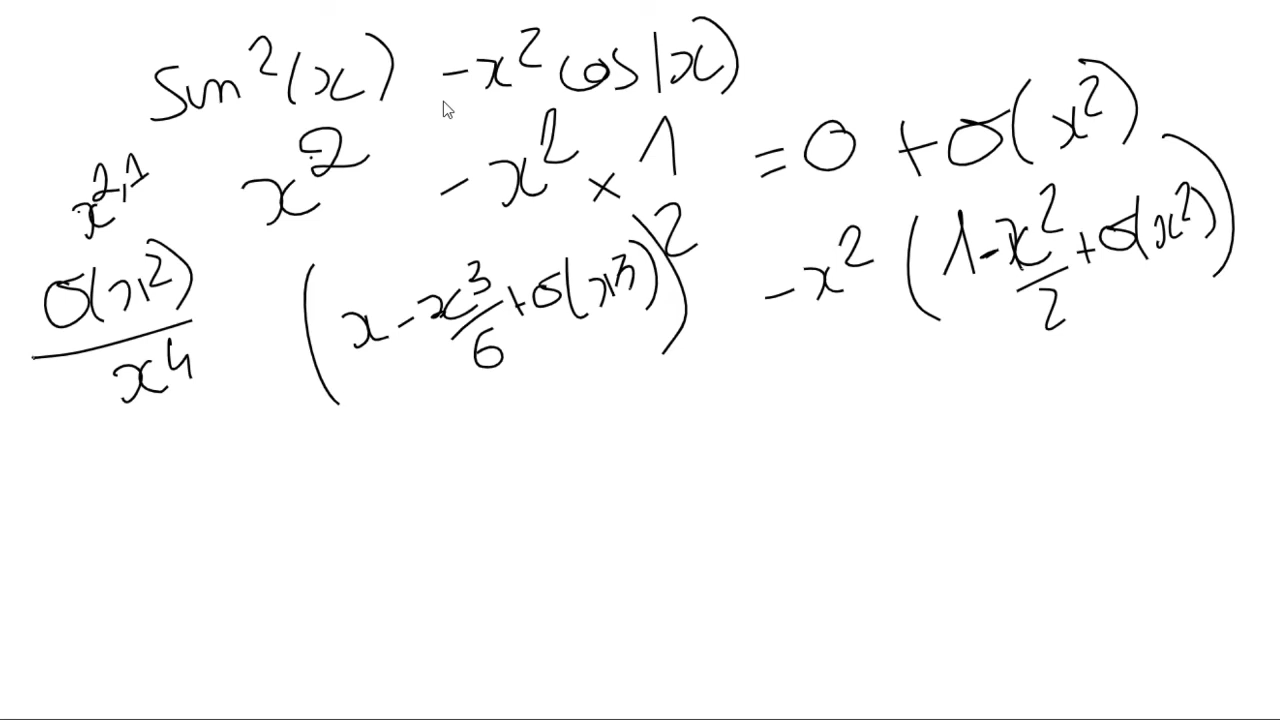 sin²(x) -x² cos(x)
x² -x² × 1 = 0 + o(x²)
x^2,1
o(x²)/x⁴
(x - x³/6 + o(x³))² -x² (1 - x²/2 + o(x²))